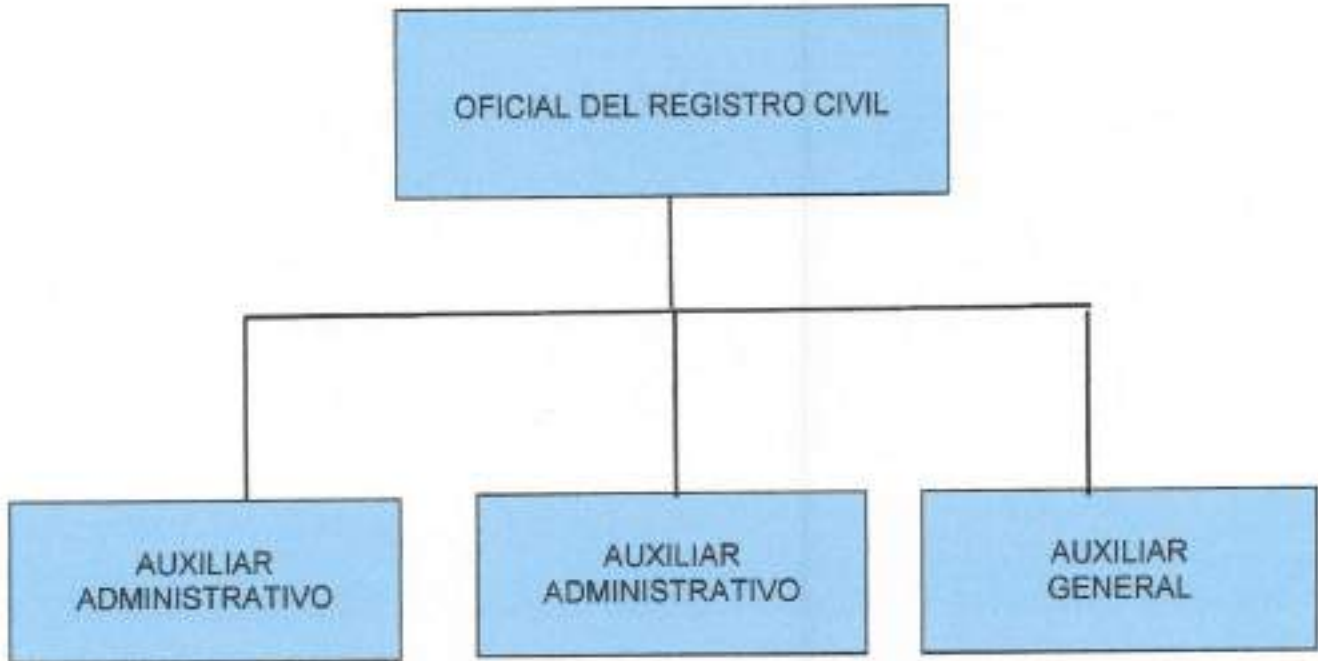 OFICIAL DEL REGISTRO CIVIL
AUXILIAR
ADMINISTRATIVO
AUXILIAR
ADMINISTRATIVO
AUXILIAR
GENERAL